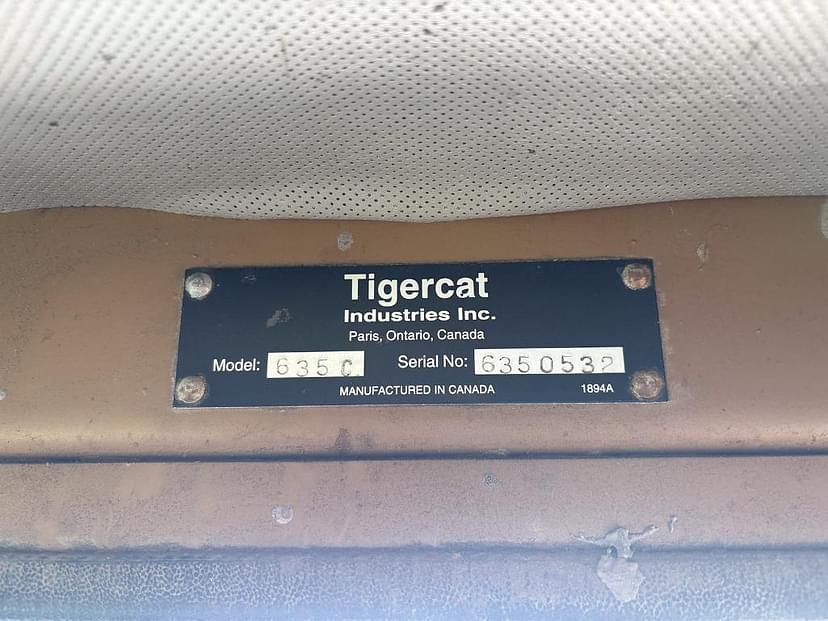 Tigercat
Industries Inc.
Paris, Ontario, Canada
Model: 635C Serial No: 6350532
MANUFACTURED IN CANADA 1894A